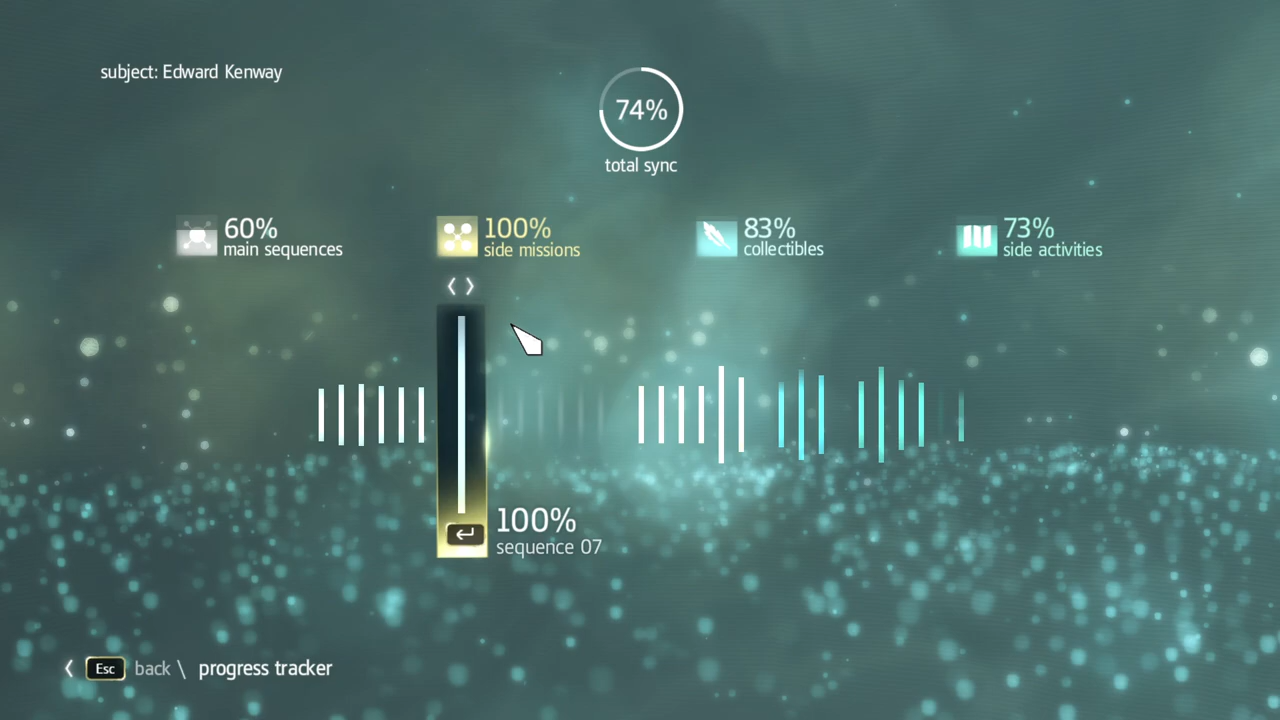 subject: Edward Kenway
74%
total sync
60%
main sequences
100%
side missions
83%
collectibles
73%
side activities
100%
sequence 07
Esc back \ progress tracker